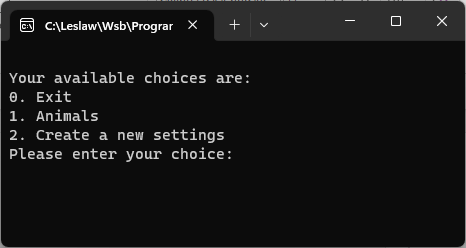 C:\Leslaw\Wsb\Prograr
Your available choices are:
0. Exit
1. Animals
2. Create a new settings
Please enter your choice: